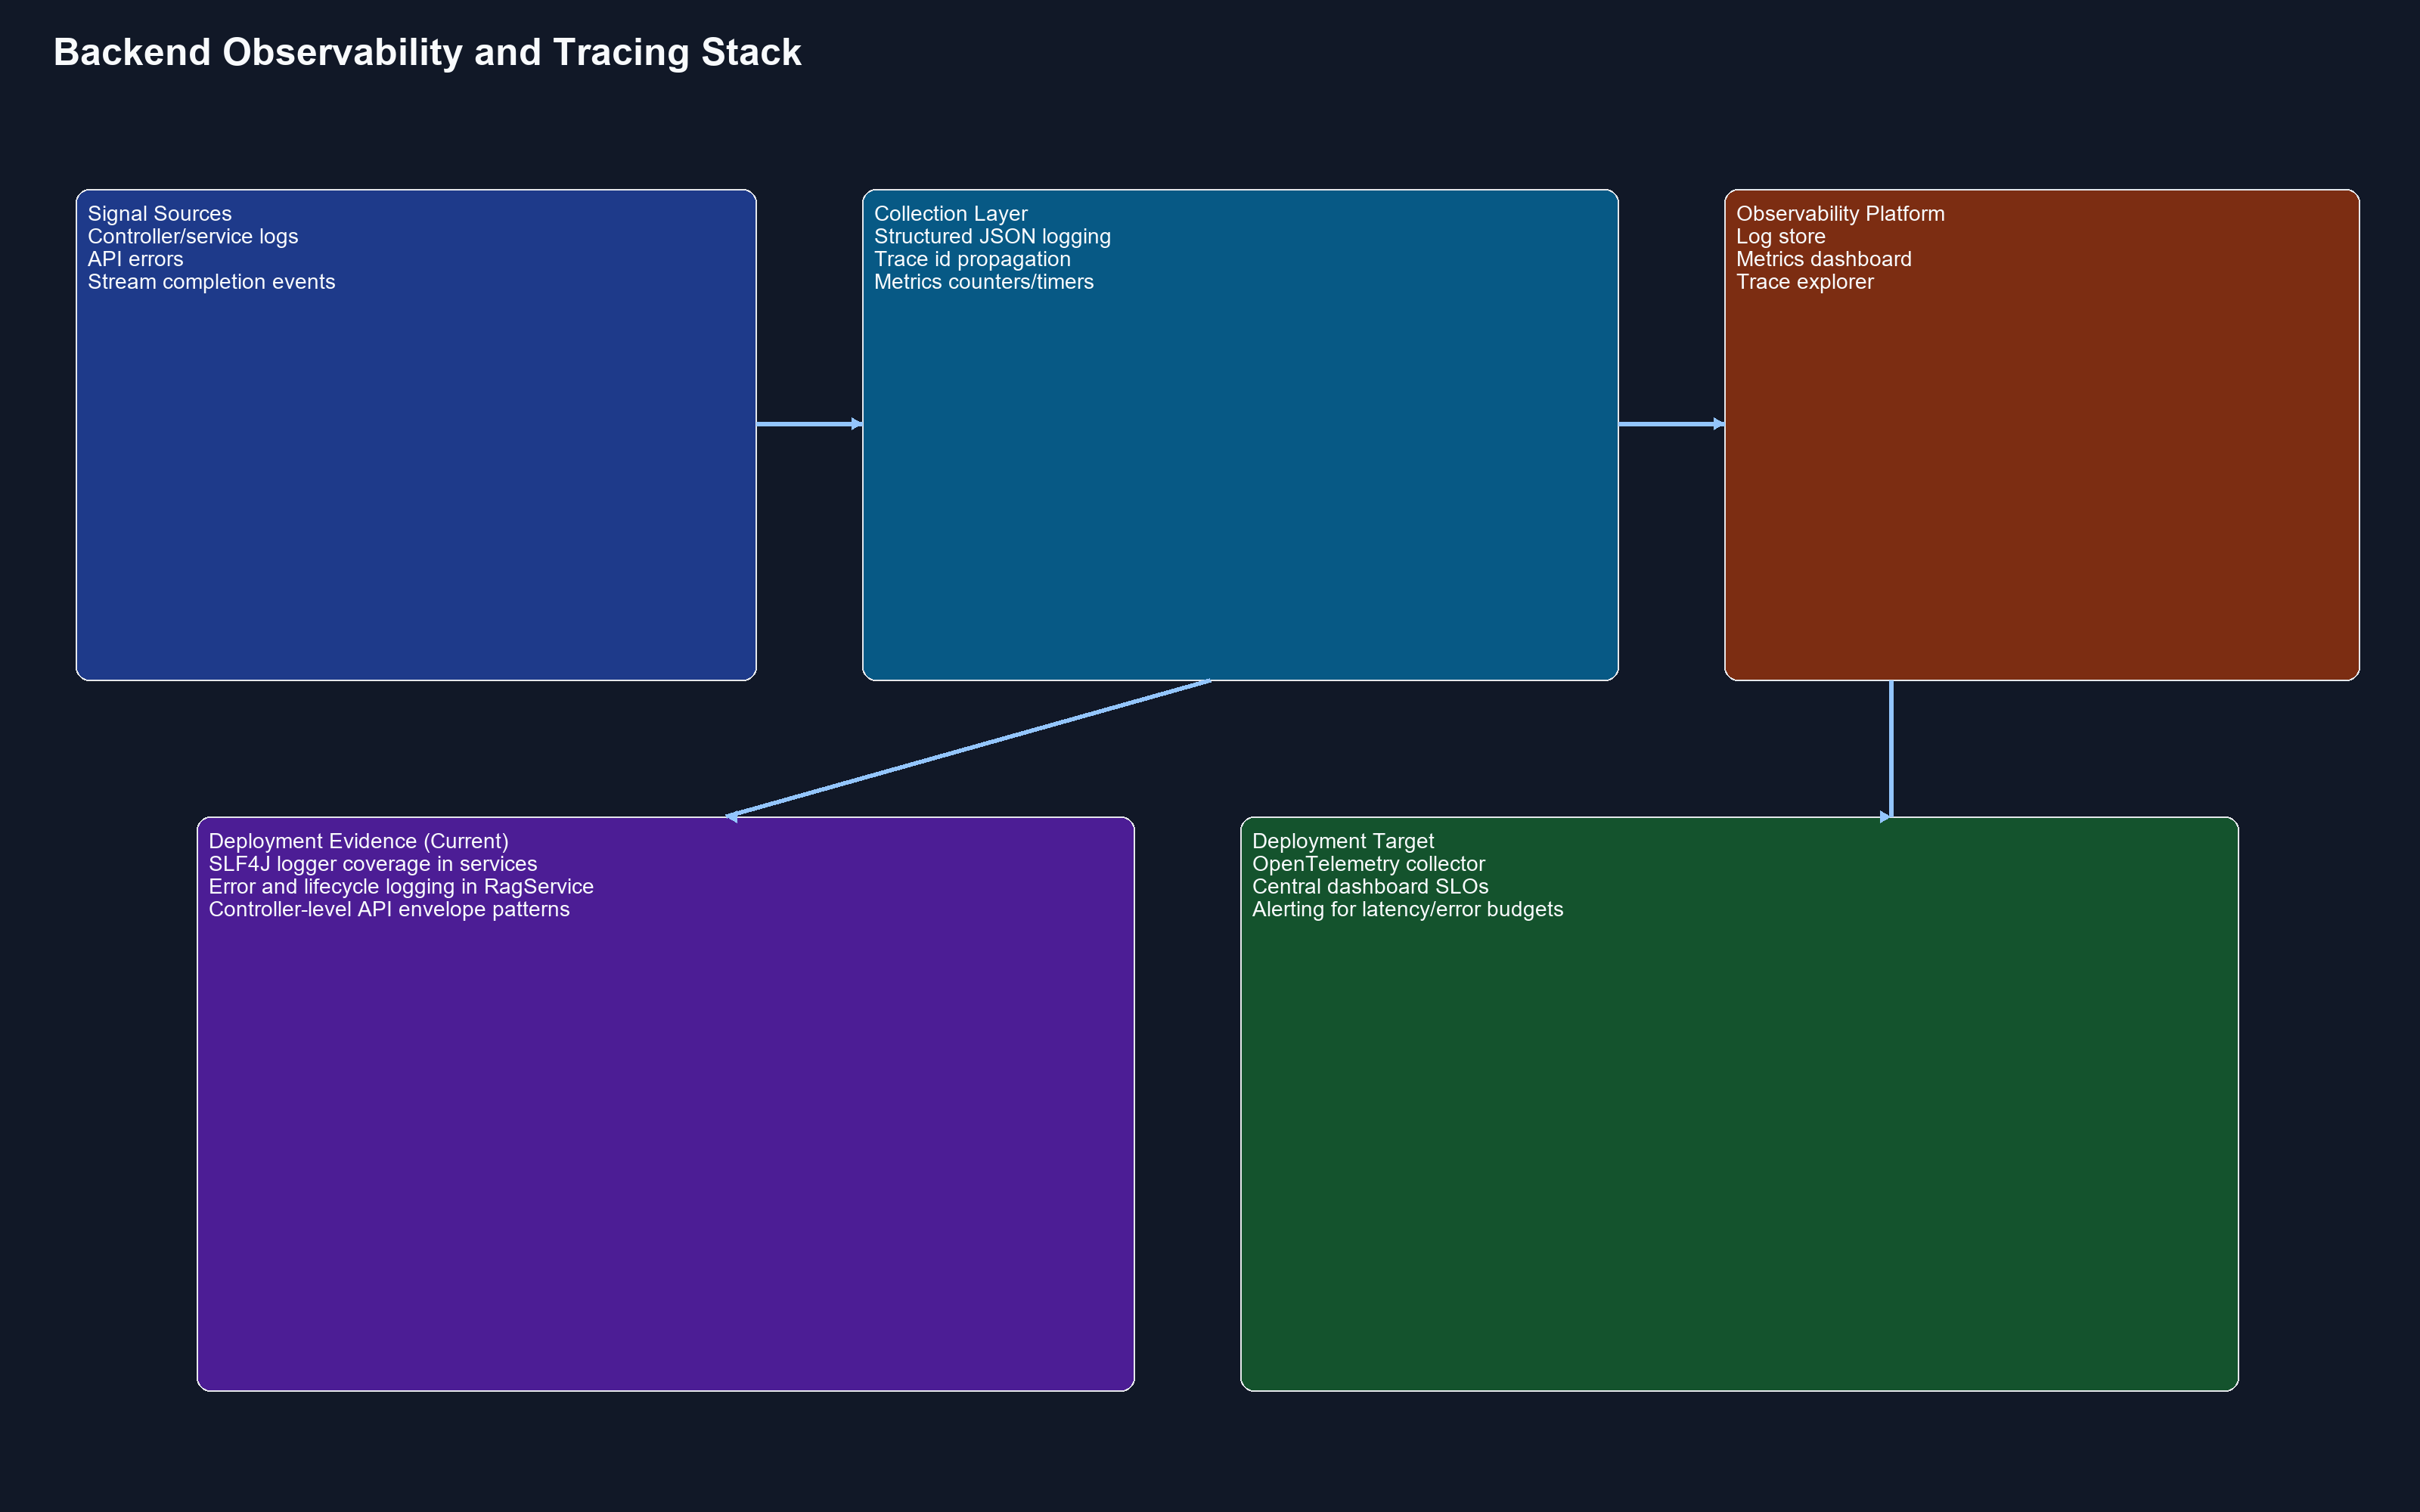 Backend Observability and Tracing Stack
Signal Sources
Controller/service logs
API errors
Stream completion events
Collection Layer
Structured JSON logging
Trace id propagation
Metrics counters/timers
Observability Platform
Log store
Metrics dashboard
Trace explorer
Deployment Evidence (Current)
SLF4J logger coverage in services
Error and lifecycle logging in RagService
Controller-level API envelope patterns
Deployment Target
OpenTelemetry collector
Central dashboard SLOs
Alerting for latency/error budgets